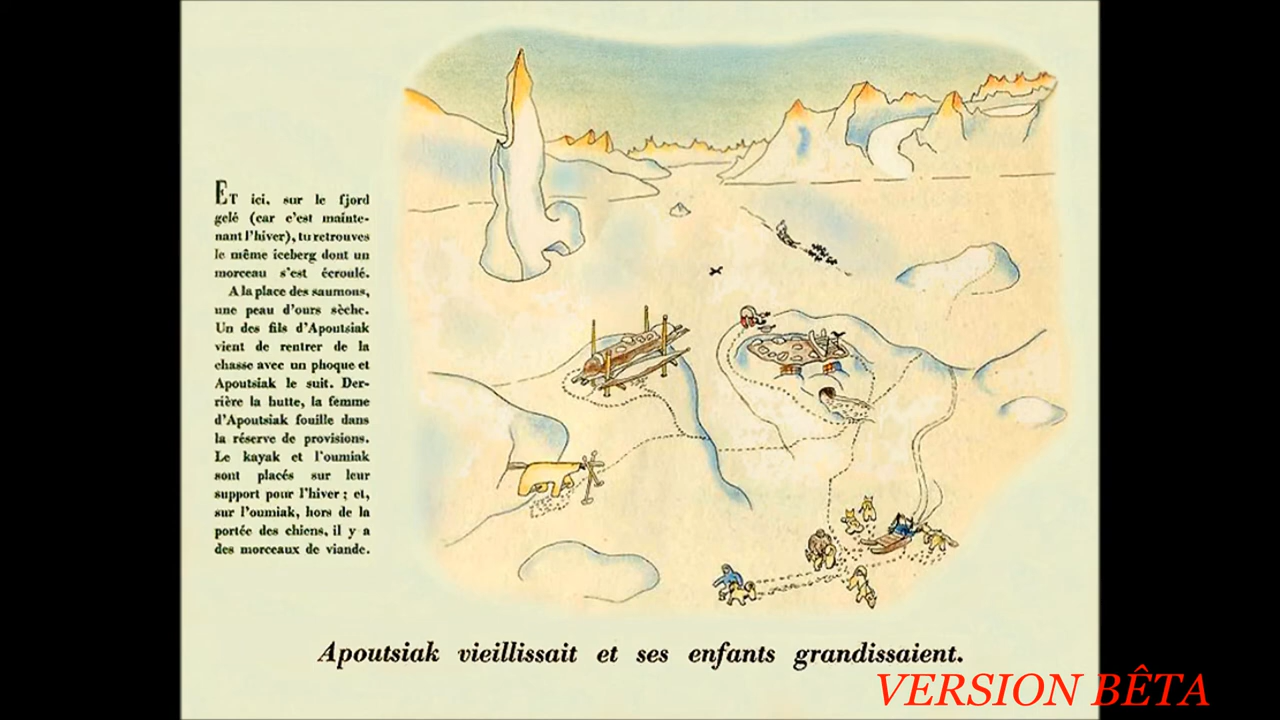 ET ici, sur le fjord
gelé (car c'est mainte-
nant l'hiver), tu retrouves
le même iceberg dont un
morceau s'est écroulé.
A la place des saumons,
une peau d'ours sèche.
Un des fils d'Apoutsiak
vient de rentrer de la
chasse avec un phoque et
Apoutsiak le suit. Der-
rière la hutte, la femme
d'Apoutsiak fouille dans
la réserve de provisions.
Le kayak et l'oumiak
sont placés sur leur
support pour l'hiver ; et,
sur l'oumiak, hors de la
portée des chiens, il y a
des morceaux de viande.
Apoutsiak vieillissait et ses enfants grandissaient.
VERSION BÊTA